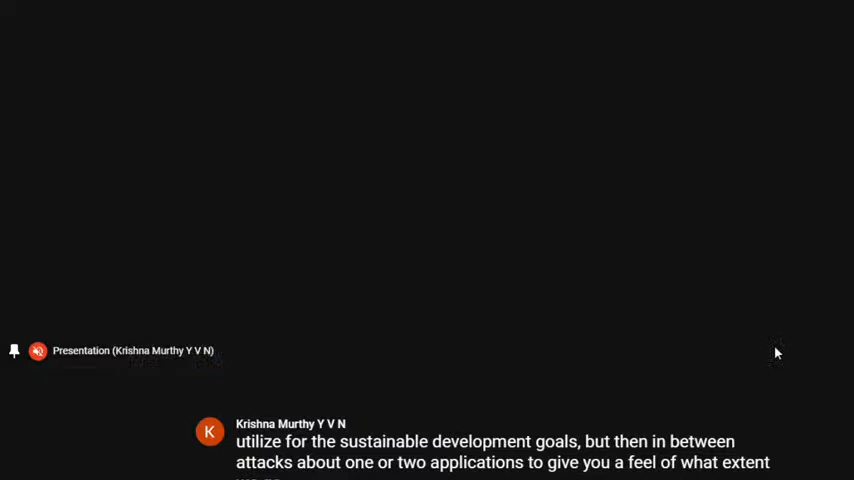 Presentation (Krishna Murthy Y V N)
K
Krishna Murthy Y V N
utilize for the sustainable development goals, but then in between
attacks about one or two applications to give you a feel of what extent